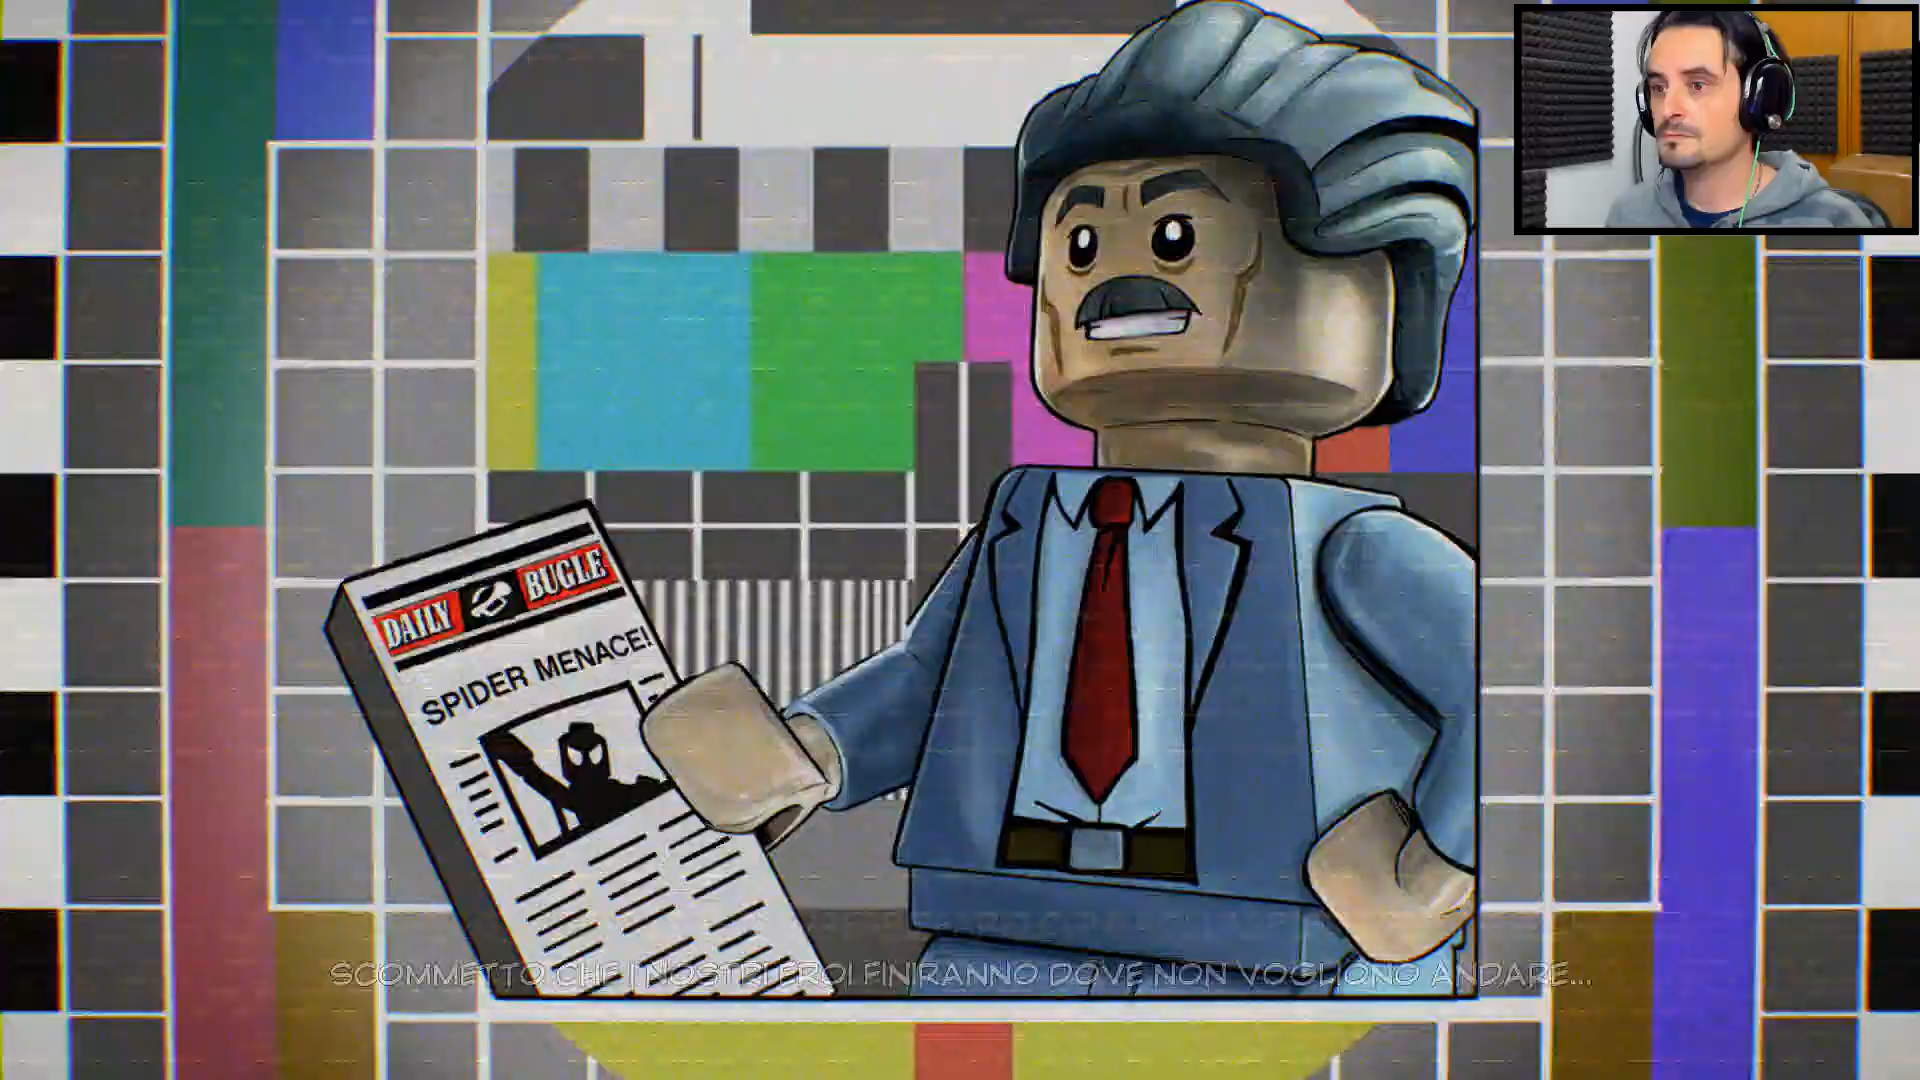 DAILY BUGLE
SPIDER MENACE!
SCOMMETTO CHE I NOSTRI EROI FINIRANNO DOVE NON VOGLIONO ANDARE...